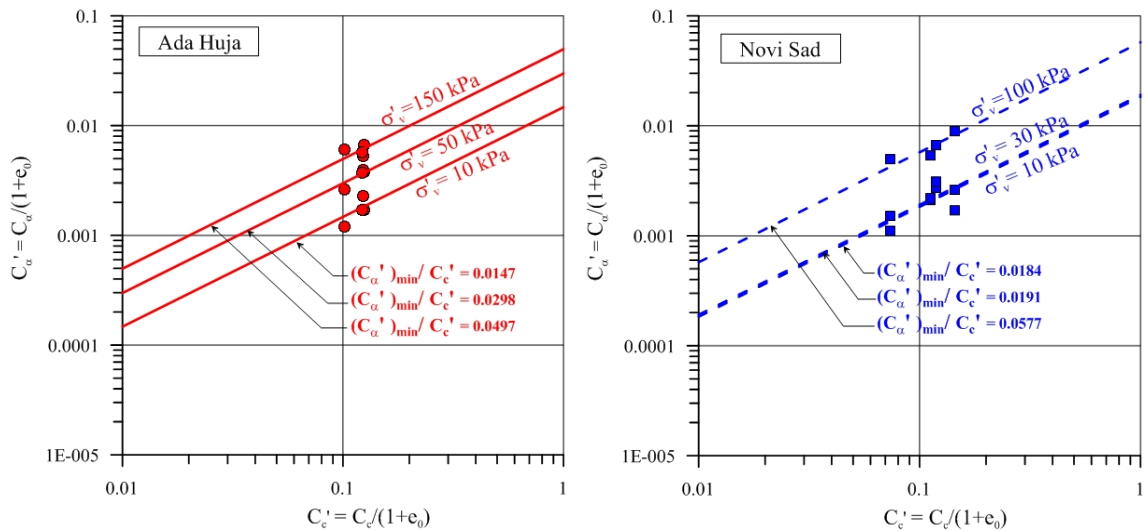 Ada Huja
0.1
0.01
0.001
0.0001
1E-005
0.01
0.1
1
Cα' = Cα/(1+e0)
Cc' = Cc/(1+e0)
σ'v=150 kPa
σ'v= 50 kPa
σ'v= 10 kPa
(Cα' )min/ Cc' = 0.0147
(Cα' )min/ Cc' = 0.0298
(Cα' )min/ Cc' = 0.0497
Novi Sad
0.1
0.01
0.001
0.0001
1E-005
0.01
0.1
1
Cα' = Cα/(1+e0)
Cc' = Cc/(1+e0)
σ'v=100 kPa
σ'v= 30 kPa
σ'v= 10 kPa
(Cα' )min/ Cc' = 0.0184
(Cα' )min/ Cc' = 0.0191
(Cα' )min/ Cc' = 0.0577